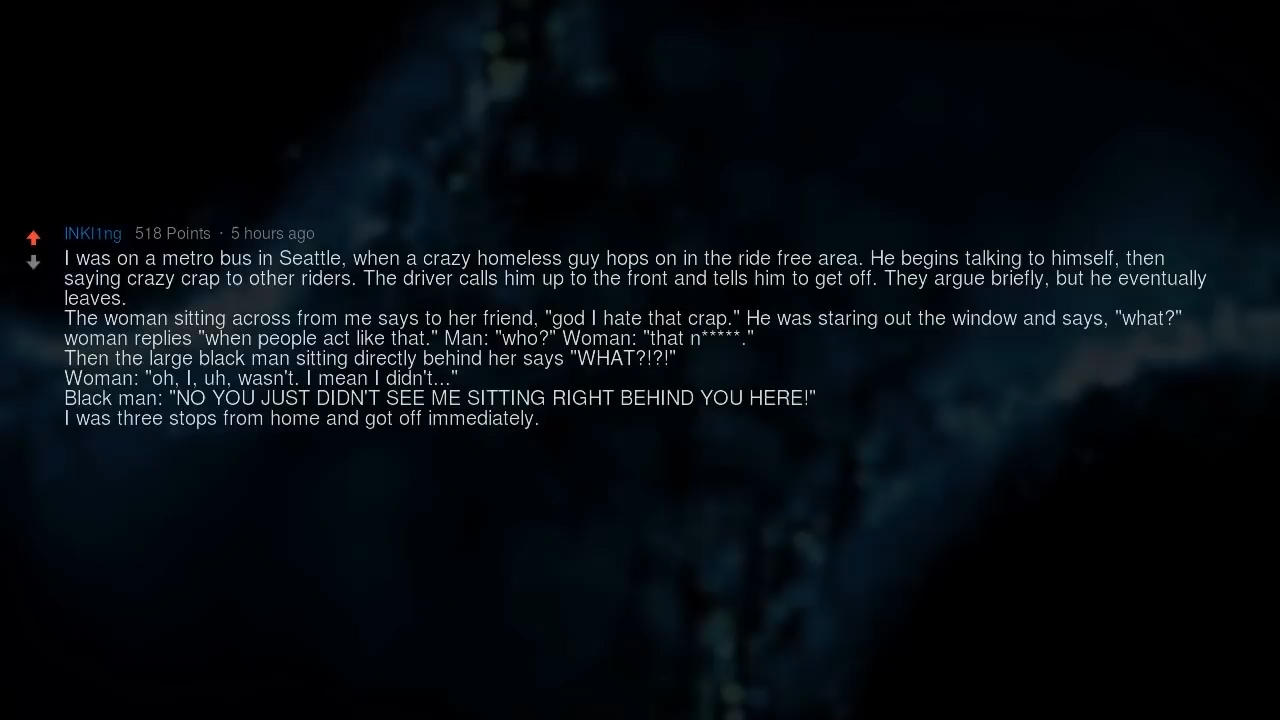 INKl1ng 518 Points · 5 hours ago
I was on a metro bus in Seattle, when a crazy homeless guy hops on in the ride free area. He begins talking to himself, then
saying crazy crap to other riders. The driver calls him up to the front and tells him to get off. They argue briefly, but he eventually
leaves.
The woman sitting across from me says to her friend, "god I hate that crap." He was staring out the window and says, "what?"
woman replies "when people act like that." Man: "who?" Woman: "that n*****."
Then the large black man sitting directly behind her says "WHAT?!?!"
Woman: "oh, I, uh, wasn't. I mean I didn't..."
Black man: "NO YOU JUST DIDN'T SEE ME SITTING RIGHT BEHIND YOU HERE!"
I was three stops from home and got off immediately.